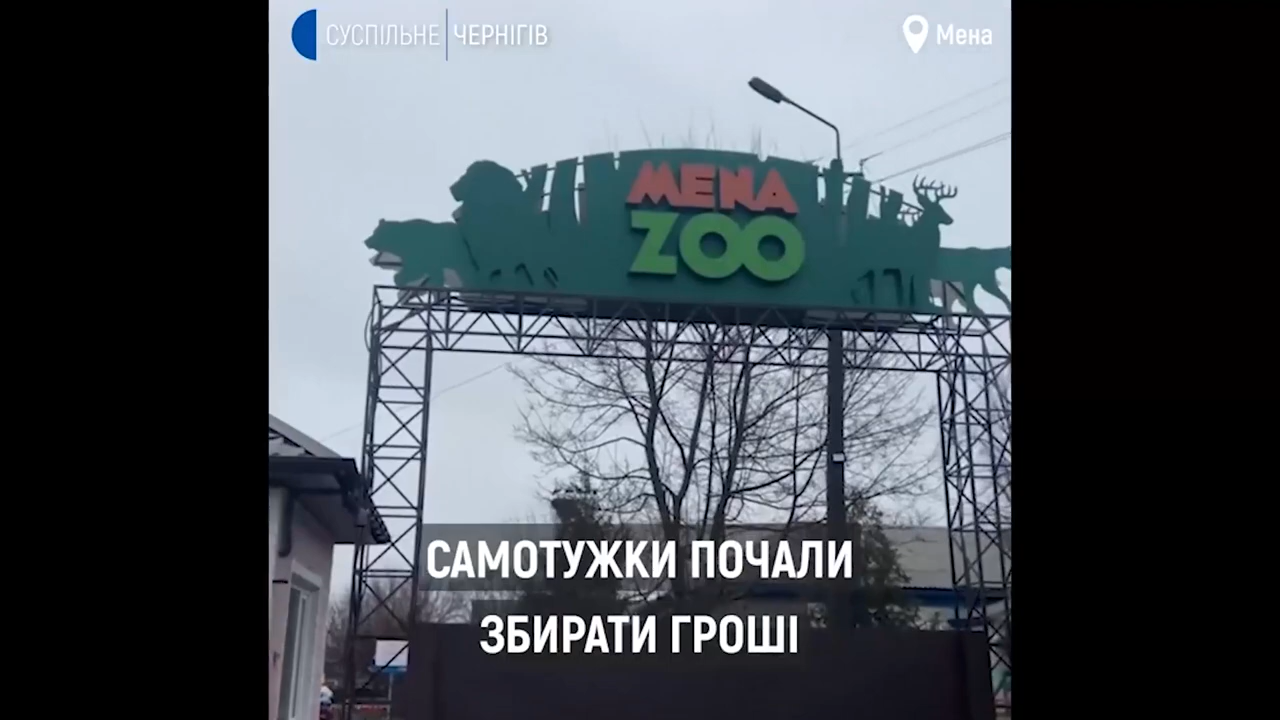 СУСПІЛЬНЕ ЧЕРНІГІВ
Мена
MENA
ZOO
САМОТУЖКИ ПОЧАЛИ
ЗБИРАТИ ГРОШІ